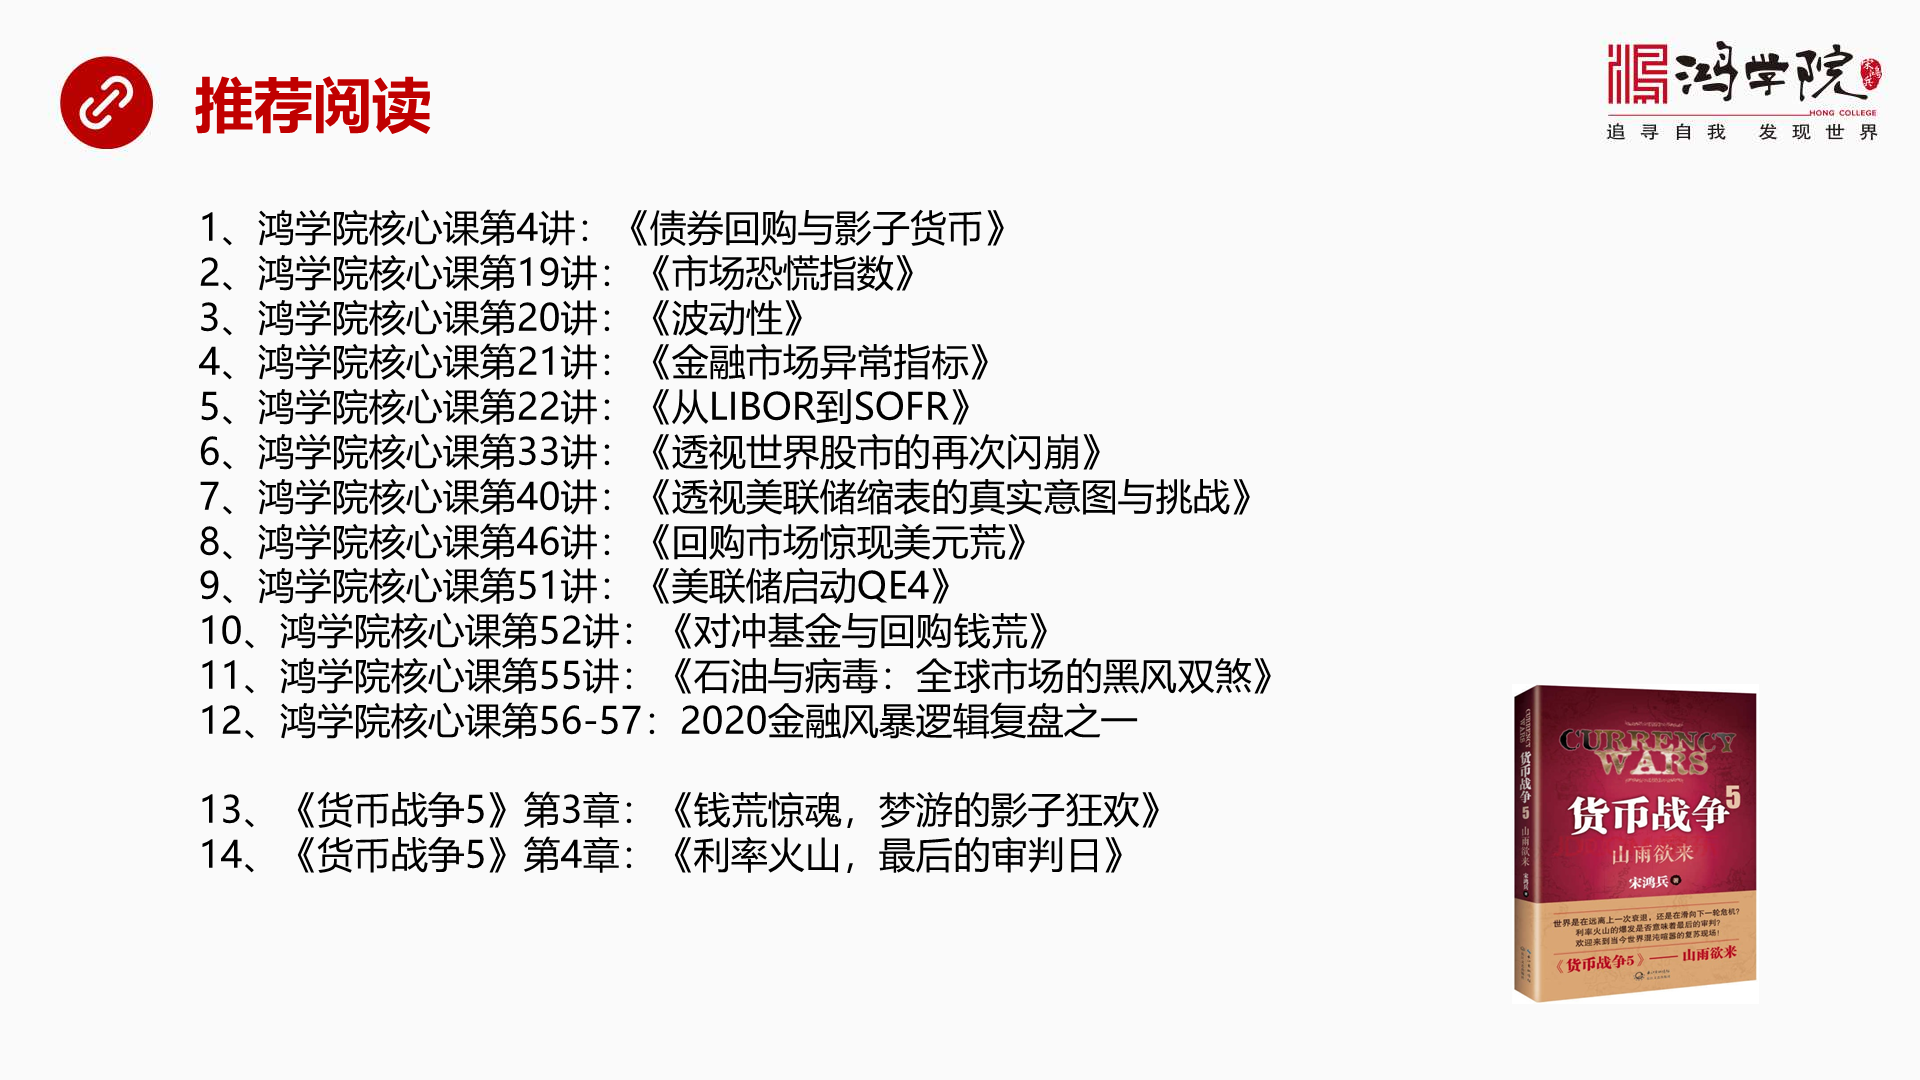 推荐阅读
鸿学院
宋鸿兵
HONG COLLEGE
追寻自我 发现世界
1、鸿学院核心课第4讲：《债券回购与影子货币》
2、鸿学院核心课第19讲：《市场恐慌指数》
3、鸿学院核心课第20讲：《波动性》
4、鸿学院核心课第21讲：《金融市场异常指标》
5、鸿学院核心课第22讲：《从LIBOR到SOFR》
6、鸿学院核心课第33讲：《透视世界股市的再次闪崩》
7、鸿学院核心课第40讲：《透视美联储缩表的真实意图与挑战》
8、鸿学院核心课第46讲：《回购市场惊现美元荒》
9、鸿学院核心课第51讲：《美联储启动QE4》
10、鸿学院核心课第52讲：《对冲基金与回购钱荒》
11、鸿学院核心课第55讲：《石油与病毒：全球市场的黑风双煞》
12、鸿学院核心课第56-57：2020金融风暴逻辑复盘之一
13、《货币战争5》第3章：《钱荒惊魂，梦游的影子狂欢》
14、《货币战争5》第4章：《利率火山，最后的审判日》
CURRENCY WARS
货币战争5
山雨欲来
宋鸿兵
CURRENCY
WARS
货币战争5
山雨欲来
宋鸿兵 著
世界是在远离上一次衰退，还是在滑向下一轮危机？
利率火山的爆发是否意味着最后的审判？
欢迎来到当今世界混沌喧嚣的复苏现场！
《货币战争5》——山雨欲来